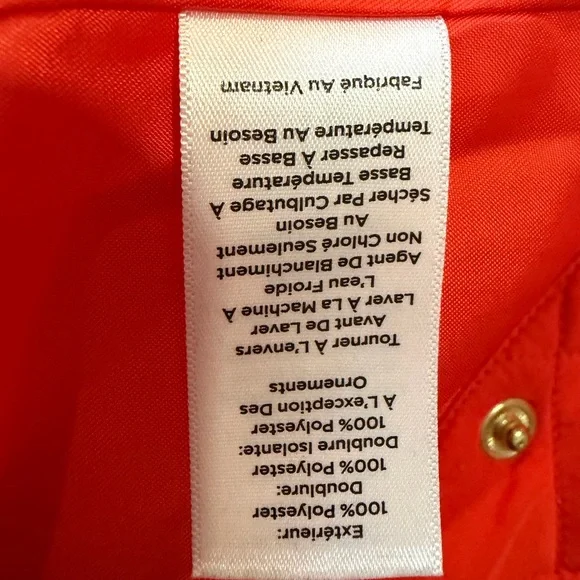 Extérieur:
100% Polyester
Doublure:
100% Polyester
Doublure Isolante:
100% Polyester
À L'exception Des
Ornements
Tourner À L'envers
Avant De Laver
Laver À La Machine À
L'eau Froide
Agent De Blanchiment
Non Chloré Seulement
Au Besoin
Sécher Par Culbutage À
Basse Température
Repasser À Basse
Température Au Besoin
Fabriqué Au Vietnam